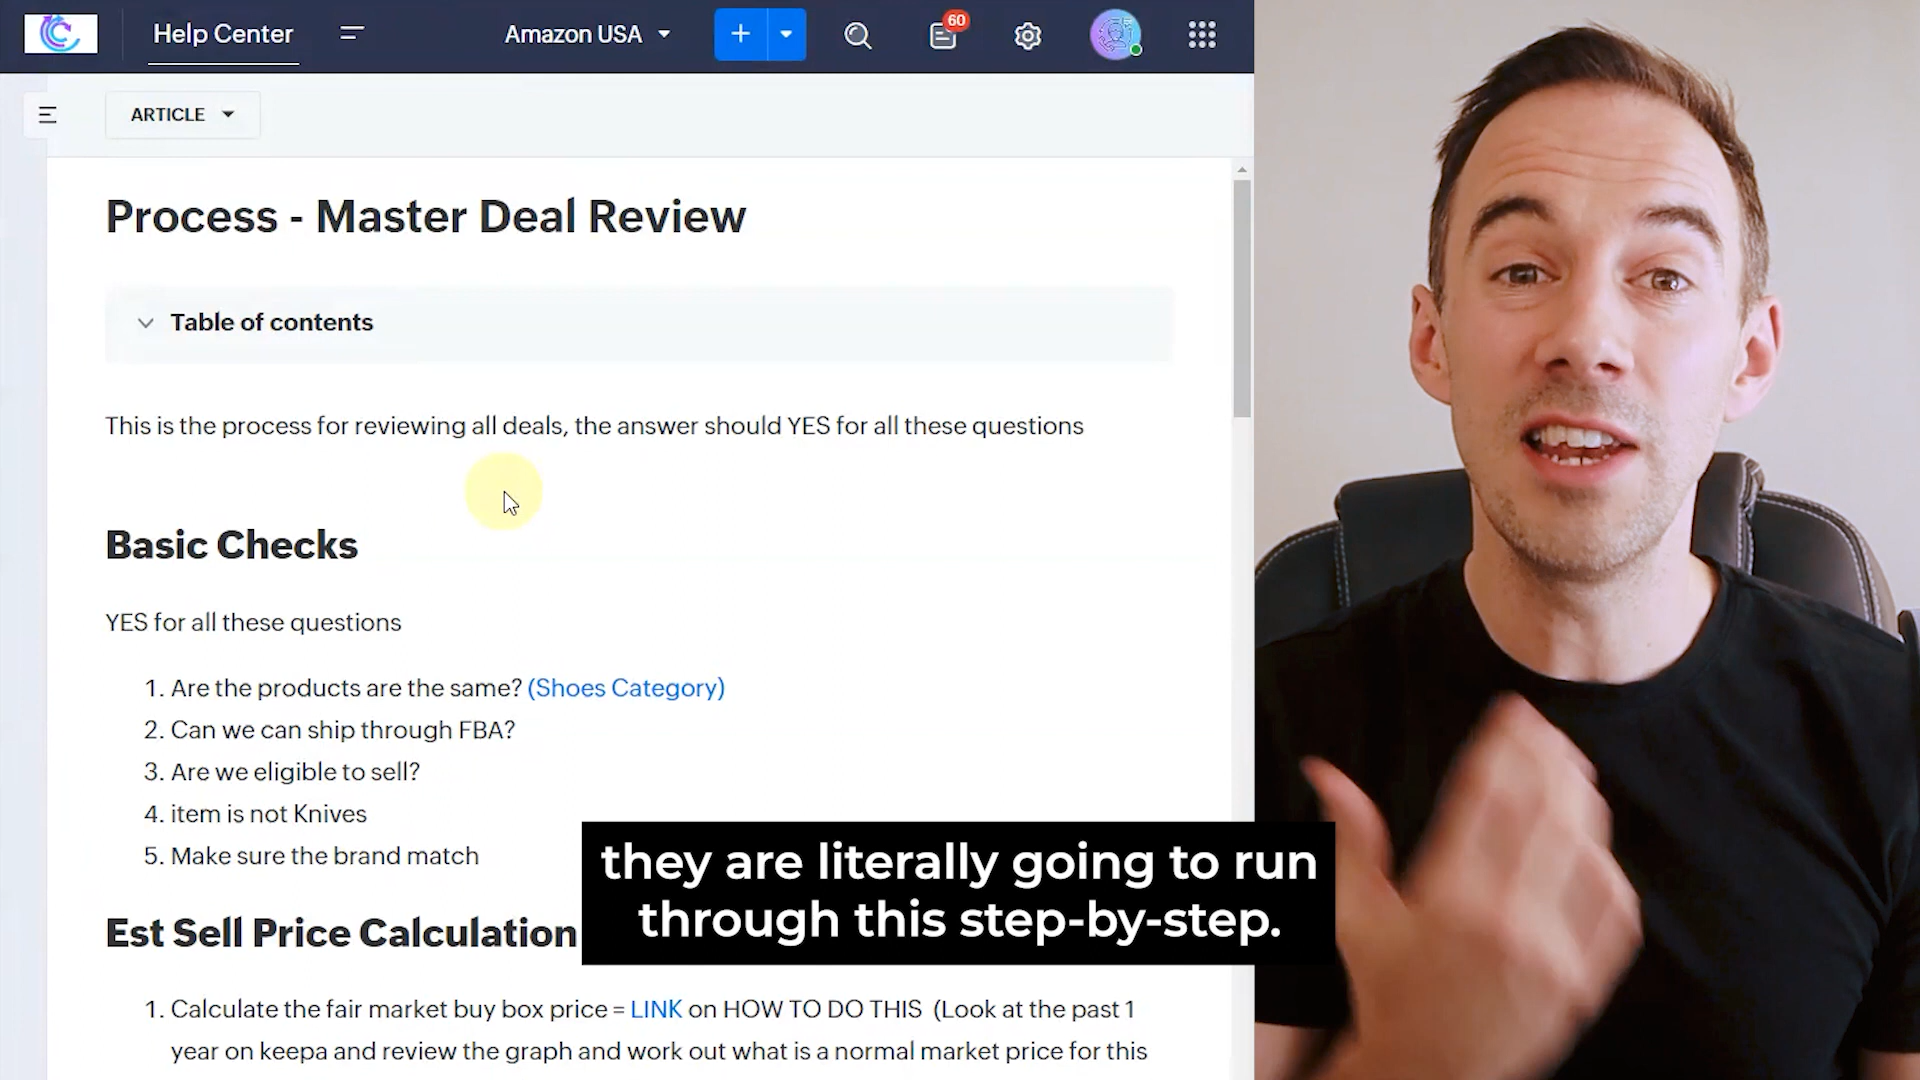 Help Center
Amazon USA
60
ARTICLE
Process - Master Deal Review
Table of contents
This is the process for reviewing all deals, the answer should YES for all these questions
Basic Checks
YES for all these questions
1. Are the products are the same? (Shoes Category)
2. Can we can ship through FBA?
3. Are we eligible to sell?
4. item is not Knives
5. Make sure the brand match
Est Sell Price Calculation
1. Calculate the fair market buy box price = LINK on HOW TO DO THIS (Look at the past 1
year on keepa and review the graph and work out what is a normal market price for this
they are literally going to run
through this step-by-step.